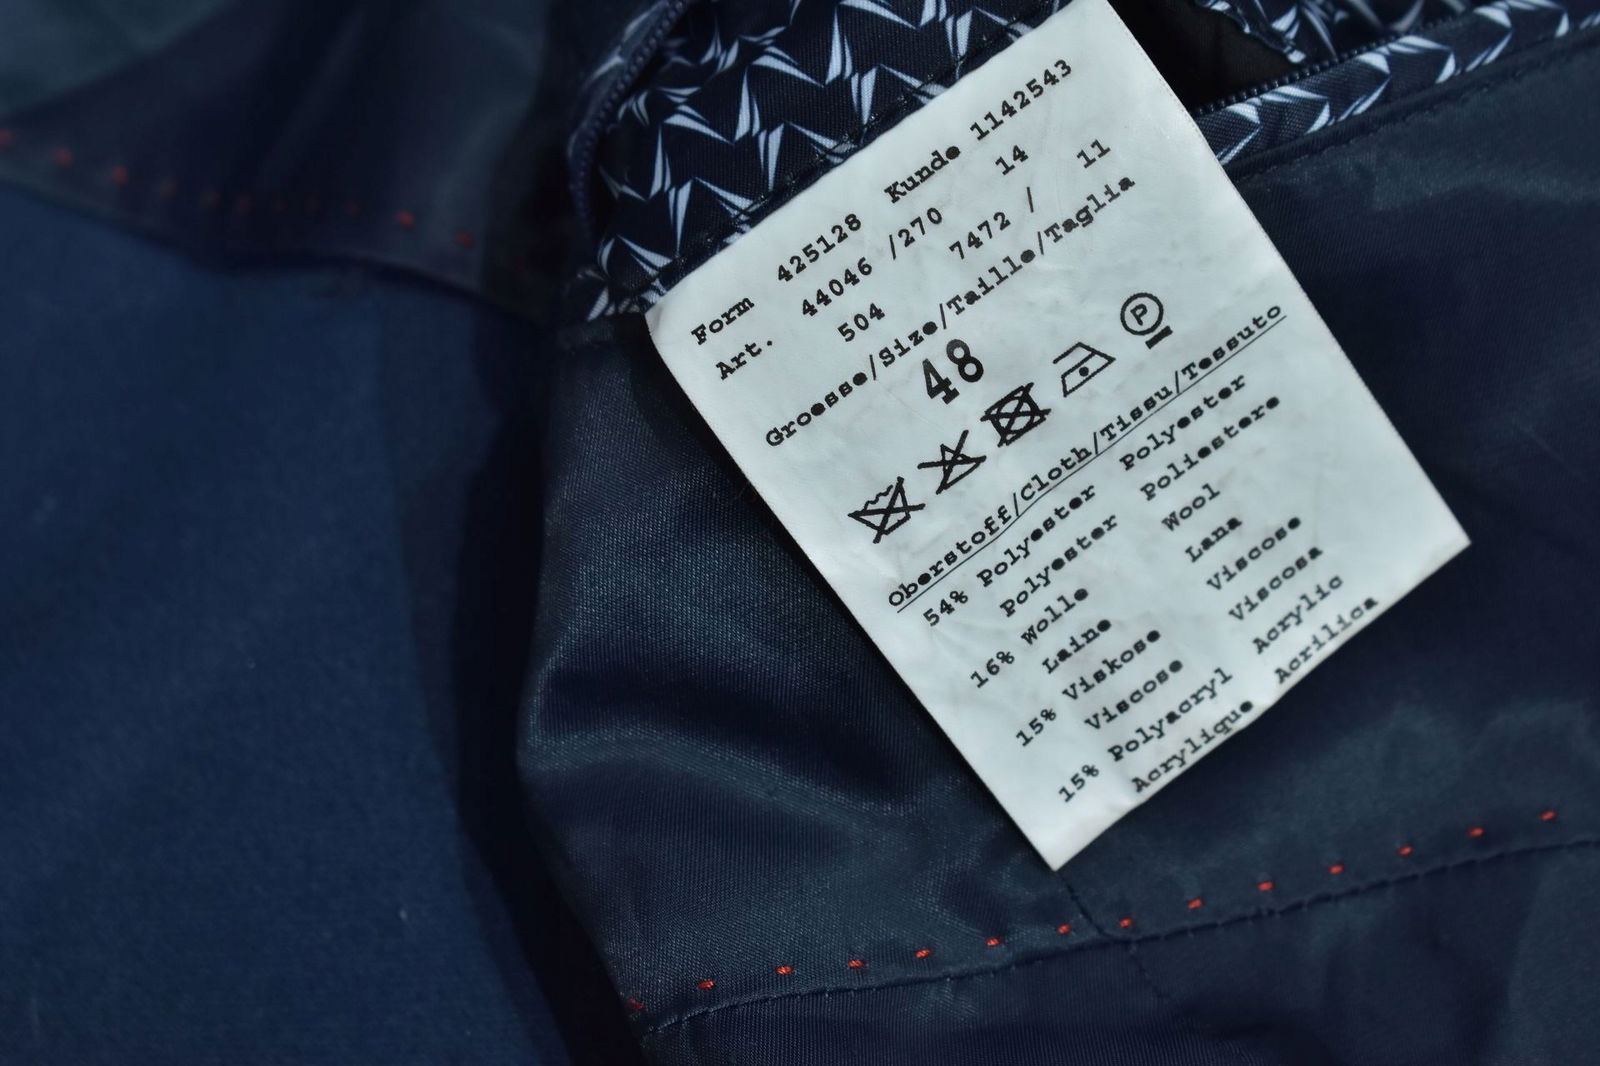 Form 425128 Kunde 1142543
Art. 44046 /270 14
504 7472 / 11
Groesse/Size/Taille/Taglia
48
P
Oberstoff/Cloth/Tissu/Tessuto
54% Polyester Polyester
Polyester Poliestere
16% Wolle Wool
Laine Lana
15% Viskose Viscose
Viscose Viscosa
15% Polyacryl Acrylic
Acrylique Acrilica